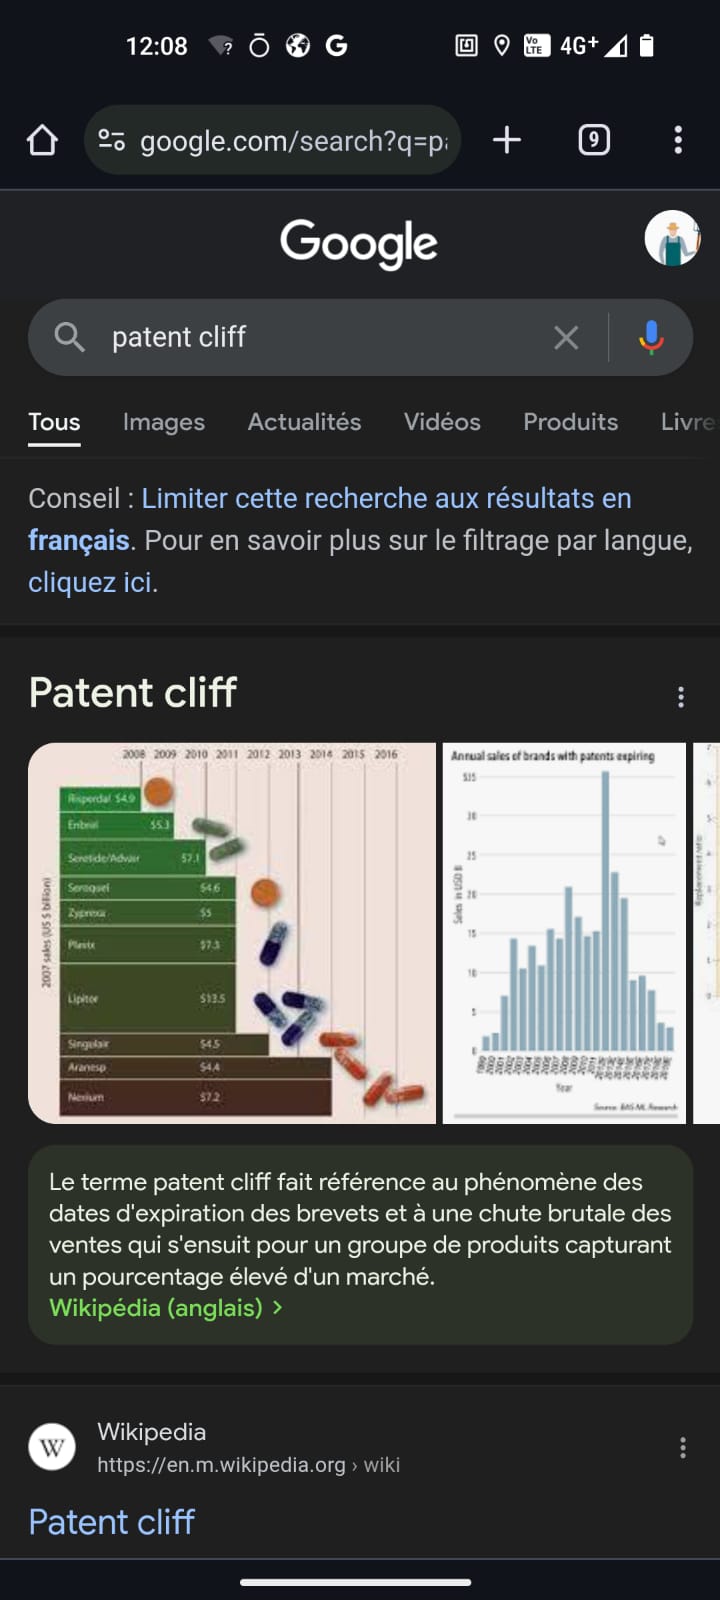 12:08
4G+
google.com/search?q=p
9
Google
patent cliff
Tous Images Actualités Vidéos Produits Livre
Conseil : Limiter cette recherche aux résultats en
français. Pour en savoir plus sur le filtrage par langue,
cliquez ici.
Patent cliff
2008 2009 2010 2011 2012 2013 2014 2015 2016
2007 sales (US $ billion)
Risperdal $4.9
Enbrel $5.3
Seretide/Advair $7.1
Seroquel $4.6
Zyprexa $5
Plavix $7.3
Lipitor $13.5
Singulair $4.5
Aranesp $4.4
Nexium $7.2
Annual sales of brands with patents expiring
Sales in USD B
$35
30
25
20
15
10
5
0
Year
Le terme patent cliff fait référence au phénomène des
dates d'expiration des brevets et à une chute brutale des
ventes qui s'ensuit pour un groupe de produits capturant
un pourcentage élevé d'un marché.
Wikipédia (anglais) >
W
Wikipedia
https://en.m.wikipedia.org › wiki
Patent cliff